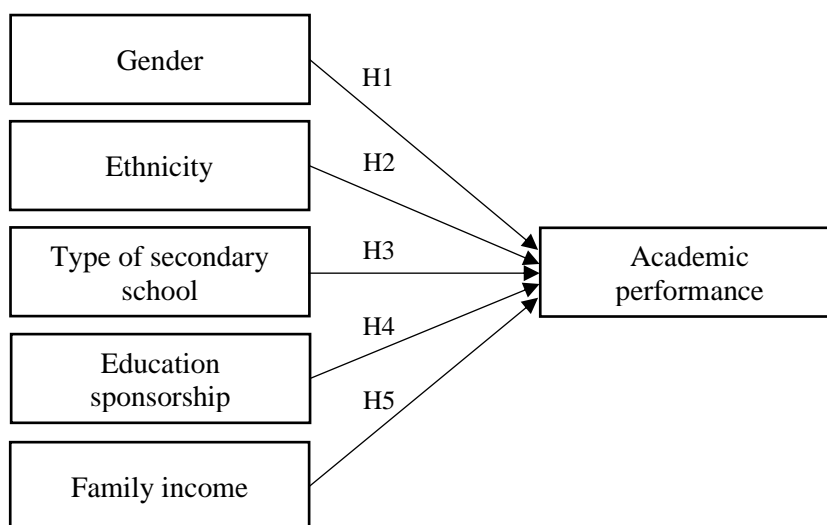 Gender
H1
Ethnicity
H2
Type of secondary
school
H3
Education
sponsorship
H4
Family income
H5
Academic
performance